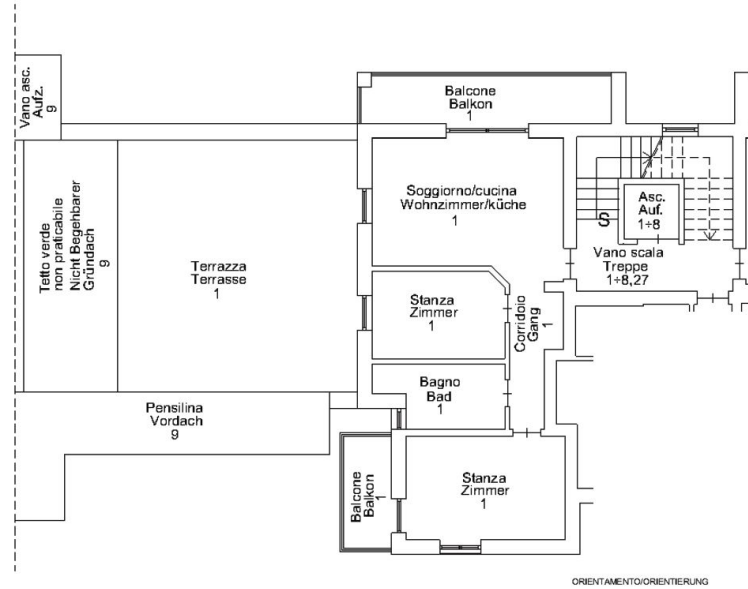 Balcone
Balkon
1
Vano asc.
Aufz.
9
Soggiorno/cucina
Wohnzimmer/küche
1
Asc.
Auf.
1÷8
S
Vano scala
Treppe
1÷8,27
Tetto verde
non praticabile
Nicht Begehbarer
Gründach
9
Terrazza
Terrasse
1
Stanza
Zimmer
1
Corridoio
Gang
1
Bagno
Bad
1
Pensilina
Vordach
9
Balcone
Balkon
1
Stanza
Zimmer
1
ORIENTAMENTO/ORIENTIERUNG